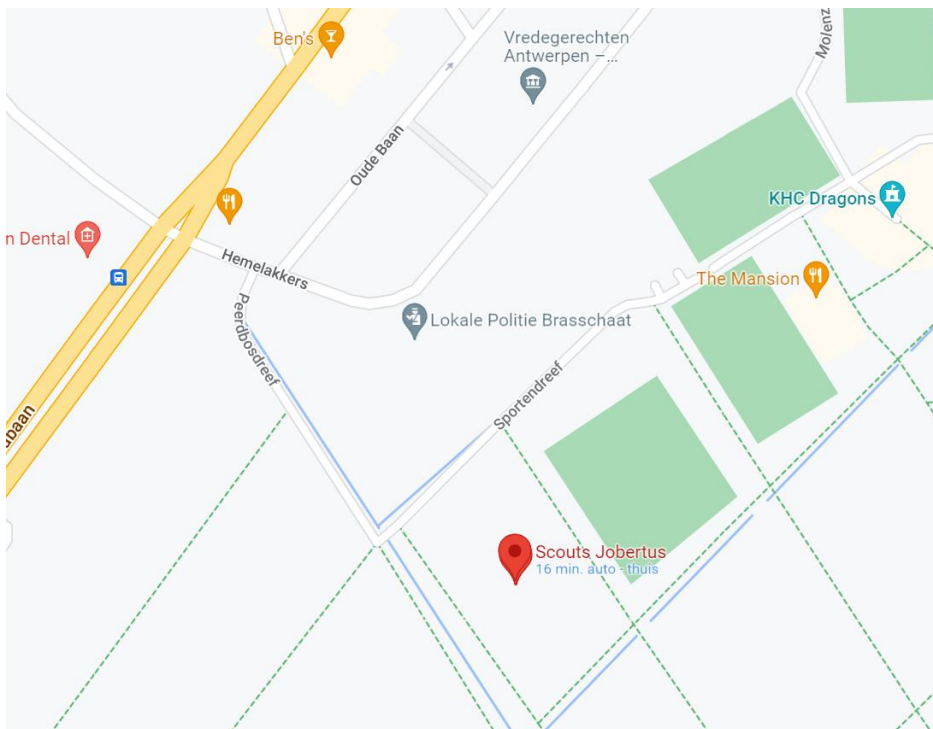 Ben's
Vredegerechten
Antwerpen –...
Molenz
Oude Baan
KHC Dragons
n Dental
Hemelakkers
The Mansion
Peerdbosdreef
Lokale Politie Brasschaat
Sportendreef
baan
Scouts Jobertus
16 min. auto - thuis